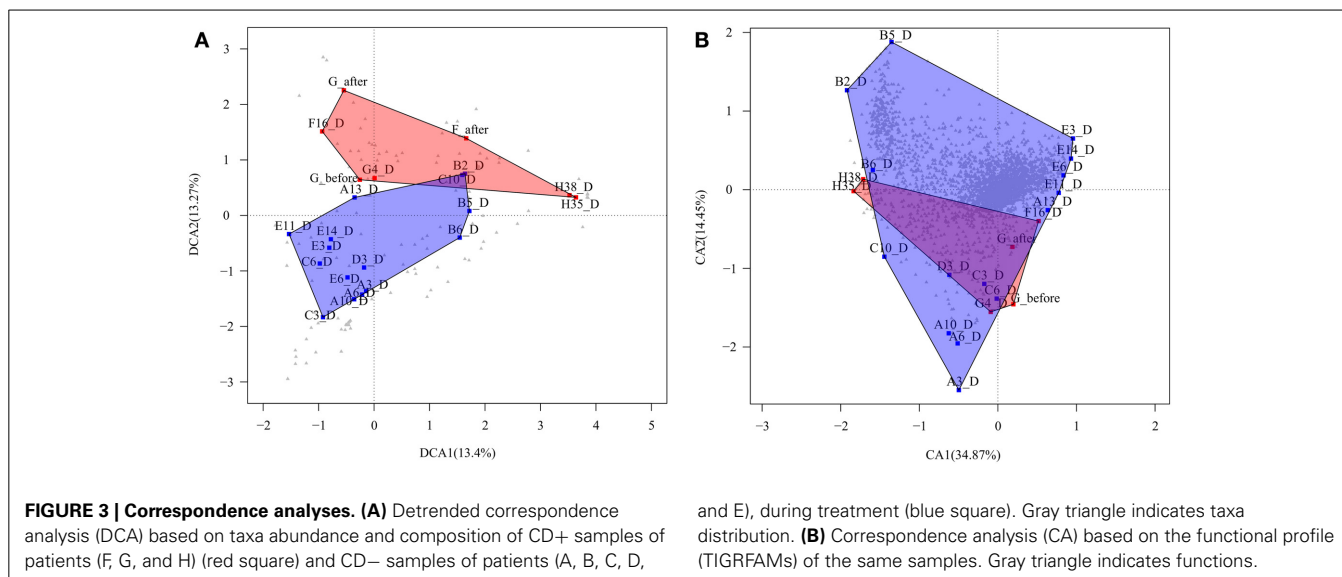 A
G_after
F16_D
F_after
G_before
G4_D
B2_D
C10_D
A13_D
H38_D
H35_D
B5_D
E11_D
E14_D
B6_D
E3_D
C6_D
D3_D
E6_D
A3_D
A6_D
A10_D
C3_D
3
2
1
0
−1
−2
−3
DCA2(13.27%)
−2 −1 0 1 2 3 4 5
DCA1(13.4%)
B
B5_D
B2_D
E3_D
E14_D
B6_D
E6_D
H38_D
H35_D
E11_D
A13_D
F16_D
G_after
C10_D
D3_D
C3_D
C6_D
G4_D
G_before
A10_D
A6_D
A3_D
2
1
0
−1
−2
CA2(14.45%)
−3 −2 −1 0 1 2
CA1(34.87%)
FIGURE 3 | Correspondence analyses. (A) Detrended correspondence
analysis (DCA) based on taxa abundance and composition of CD+ samples of
patients (F, G, and H) (red square) and CD− samples of patients (A, B, C, D,
and E), during treatment (blue square). Gray triangle indicates taxa
distribution. (B) Correspondence analysis (CA) based on the functional profile
(TIGRFAMs) of the same samples. Gray triangle indicates functions.